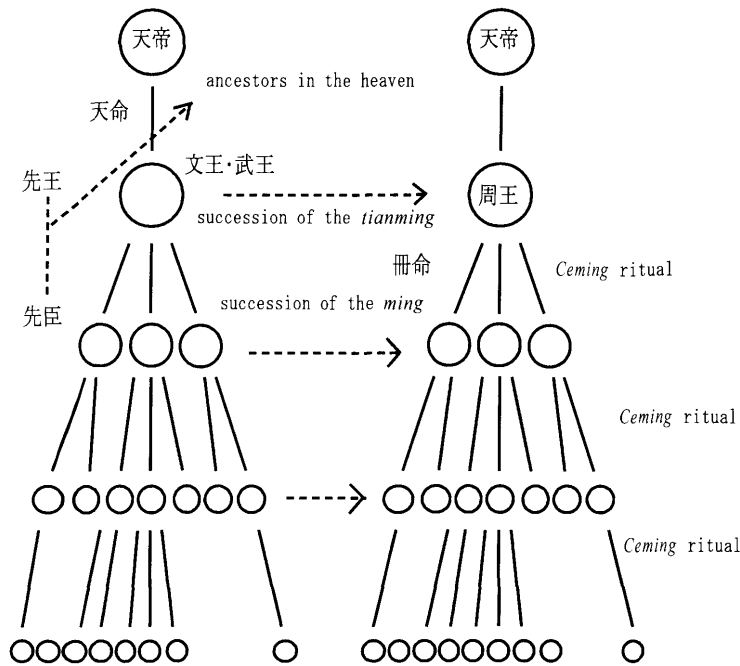 天帝
天帝
ancestors in the heaven
天命
文王·武王
先王
周王
succession of the tianming
冊命
Ceming ritual
succession of the ming
先臣
Ceming ritual
Ceming ritual